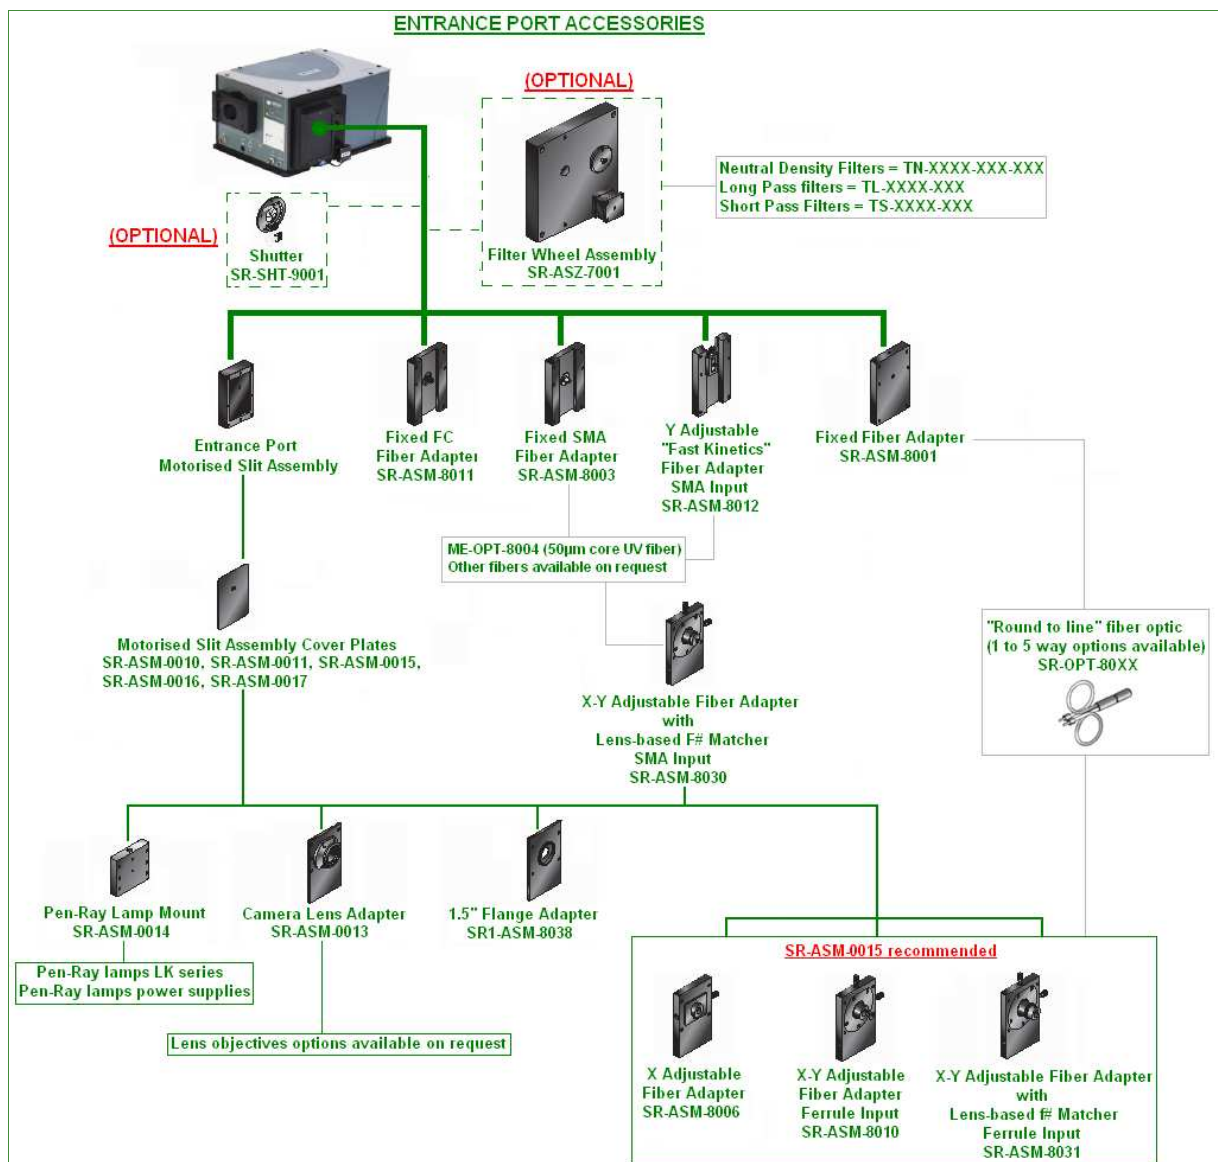 ENTRANCE PORT ACCESSORIES
(OPTIONAL)
Neutral Density Filters = TN-XXXX-XXX-XXX
Long Pass filters = TL-XXXX-XXX
Short Pass Filters = TS-XXXX-XXX
(OPTIONAL)
Shutter
SR-SHT-9001
Filter Wheel Assembly
SR-ASZ-7001
Entrance Port
Motorised Slit Assembly
Fixed FC
Fiber Adapter
SR-ASM-8011
Fixed SMA
Fiber Adapter
SR-ASM-8003
Y Adjustable
"Fast Kinetics"
Fiber Adapter
SMA Input
SR-ASM-8012
Fixed Fiber Adapter
SR-ASM-8001
ME-OPT-8004 (50µm core UV fiber)
Other fibers available on request
Motorised Slit Assembly Cover Plates
SR-ASM-0010, SR-ASM-0011, SR-ASM-0015,
SR-ASM-0016, SR-ASM-0017
X-Y Adjustable Fiber Adapter
with
Lens-based F# Matcher
SMA Input
SR-ASM-8030
"Round to line" fiber optic
(1 to 5 way options available)
SR-OPT-80XX
Pen-Ray Lamp Mount
SR-ASM-0014
Camera Lens Adapter
SR-ASM-0013
1.5" Flange Adapter
SR1-ASM-8038
Pen-Ray lamps LK series
Pen-Ray lamps power supplies
Lens objectives options available on request
SR-ASM-0015 recommended
X Adjustable
Fiber Adapter
SR-ASM-8006
X-Y Adjustable
Fiber Adapter
Ferrule Input
SR-ASM-8010
X-Y Adjustable Fiber Adapter
with
Lens-based f# Matcher
Ferrule Input
SR-ASM-8031